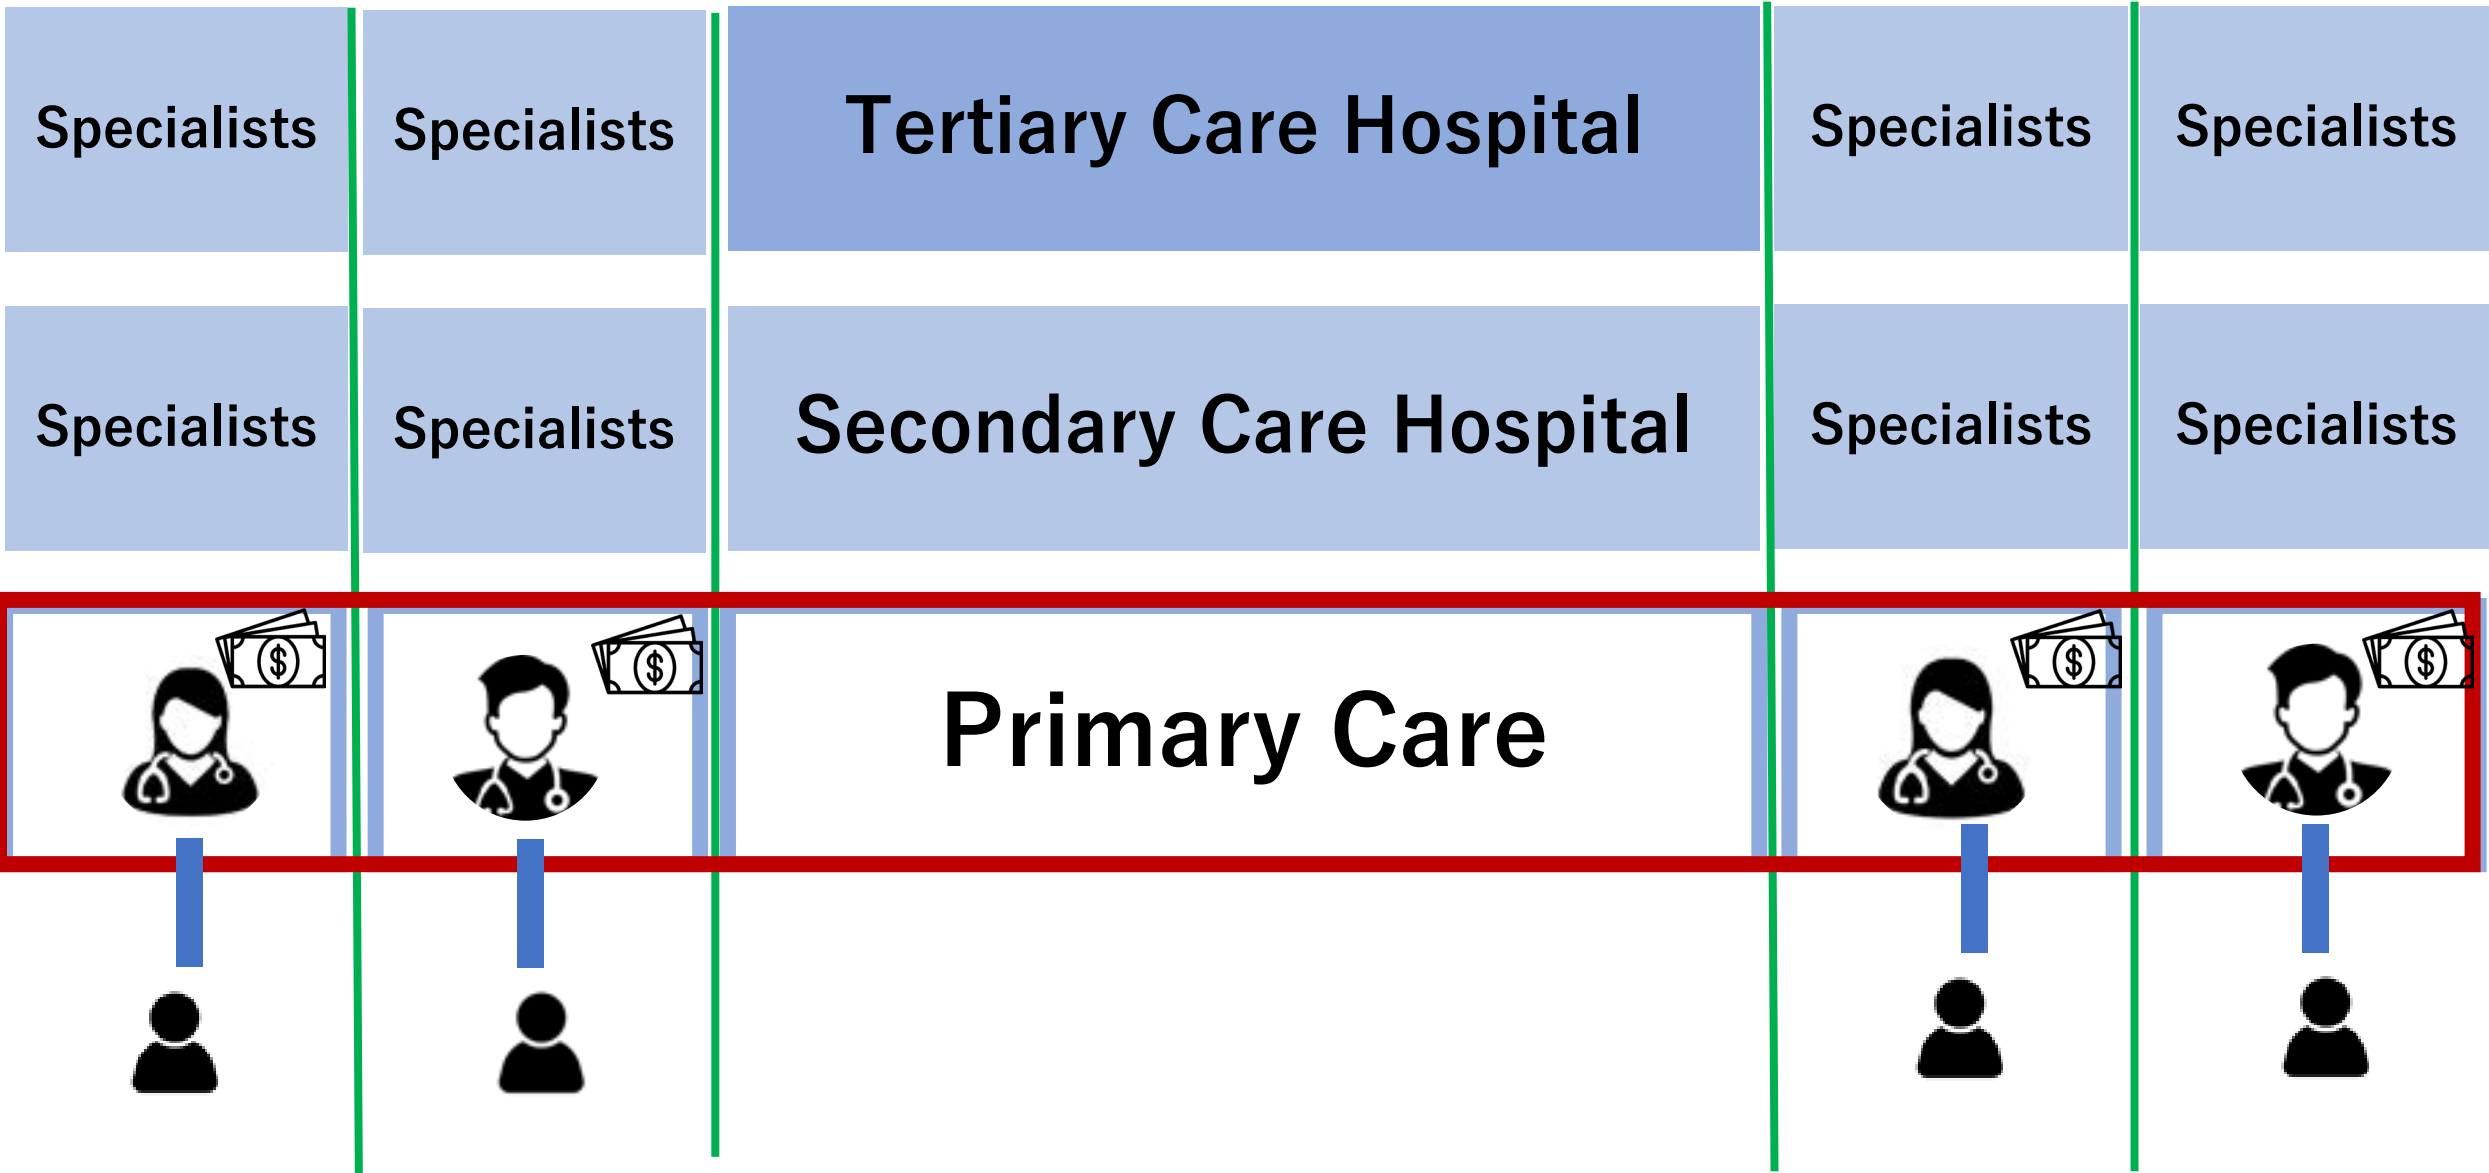 Specialists
Specialists
Tertiary Care Hospital
Specialists
Specialists
Specialists
Specialists
Secondary Care Hospital
Specialists
Specialists
$
$
Primary Care
$
$